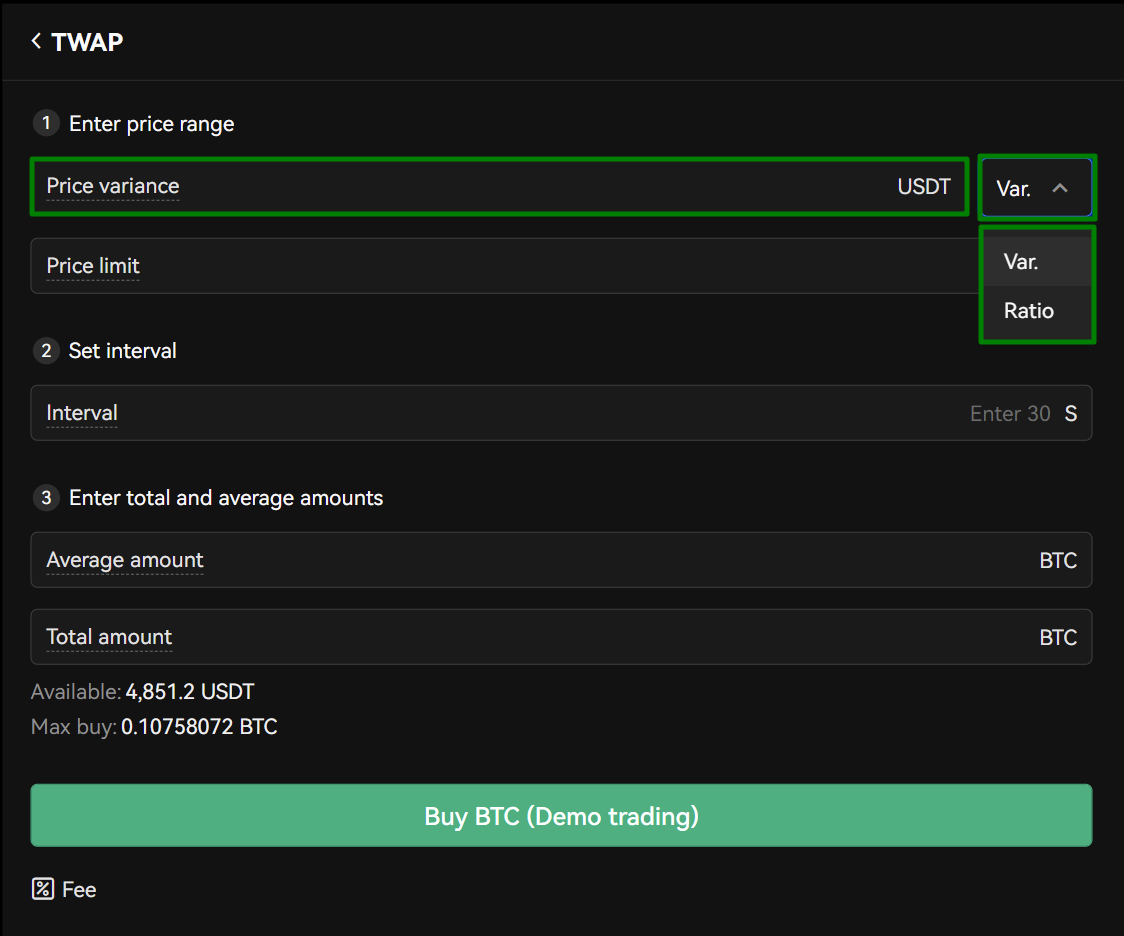 TWAP
1 Enter price range
Price variance USDT Var.
Var.
Price limit
Ratio
2 Set interval
Interval Enter 30 S
3 Enter total and average amounts
Average amount BTC
Total amount BTC
Available: 4,851.2 USDT
Max buy: 0.10758072 BTC
Buy BTC (Demo trading)
% Fee